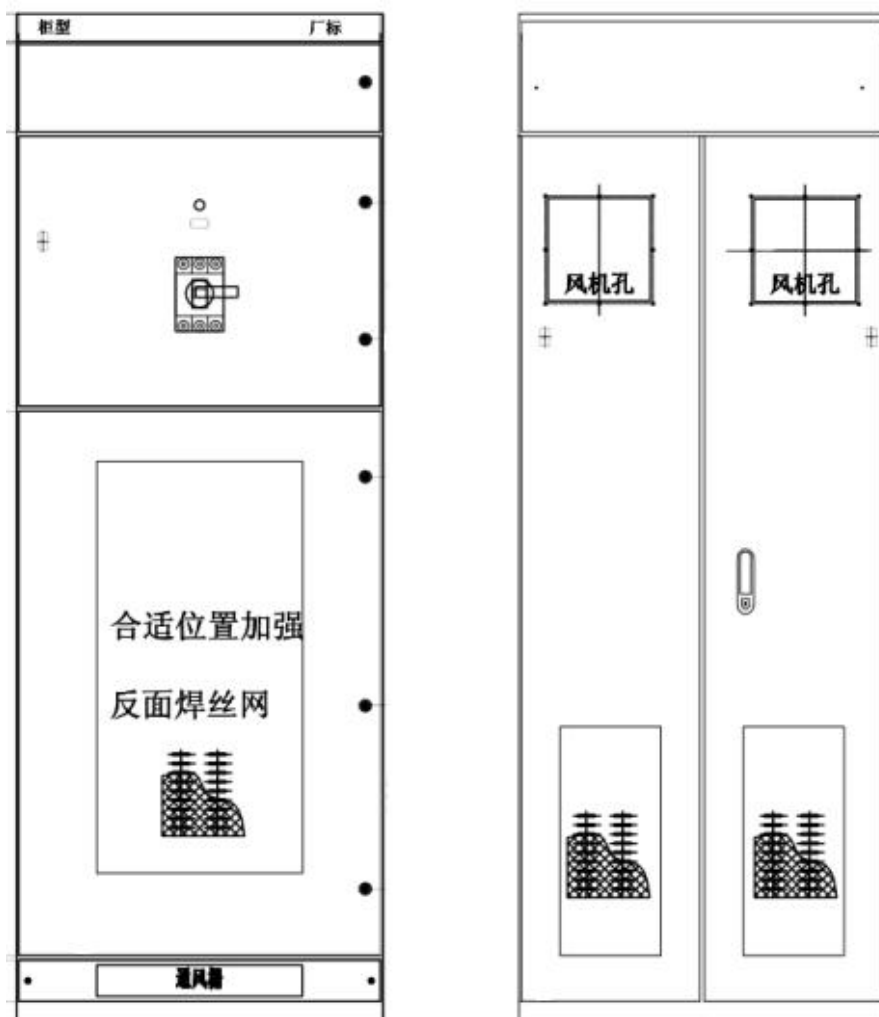 柜型 厂标
风机孔 风机孔
合适位置加强
反面焊丝网
通风栅